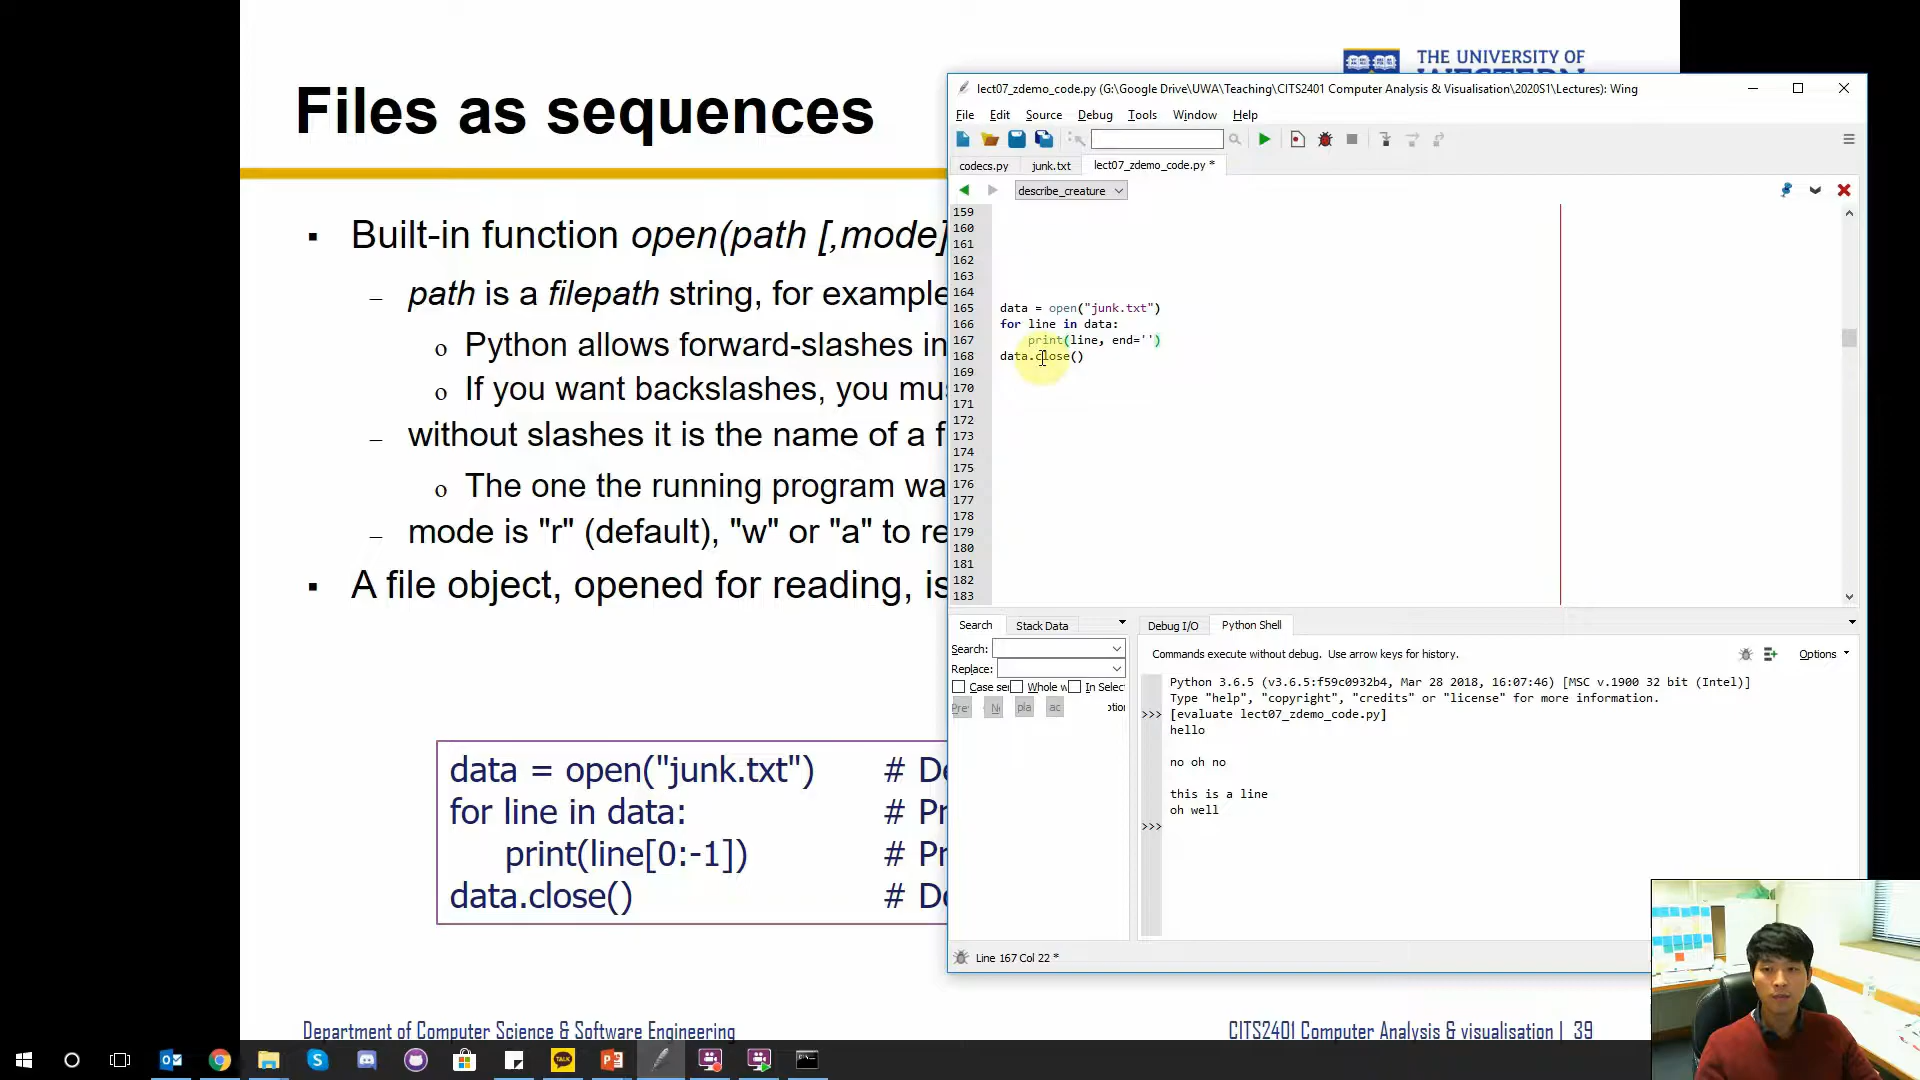 Files as sequences
THE UNIVERSITY OF
Built-in function open(path [,mode]
path is a filepath string, for example
Python allows forward-slashes in
If you want backslashes, you mu
without slashes it is the name of a f
The one the running program wa
mode is "r" (default), "w" or "a" to re
A file object, opened for reading, is
data = open("junk.txt") # De
for line in data: # Pr
print(line[0:-1]) # Pr
data.close() # Do
Department of Computer Science & Software Engineering
CITS2401 Computer Analysis & visualisation | 39
lect07_zdemo_code.py (G:\Google Drive\UWA\Teaching\CITS2401 Computer Analysis & Visualisation\2020S1\Lectures): Wing
File Edit Source Debug Tools Window Help
codecs.py junk.txt lect07_zdemo_code.py *
describe_creature
159
160
161
162
163
164
165 data = open("junk.txt")
166 for line in data:
167 print(line, end='')
168 data.close()
169
170
171
172
173
174
175
176
177
178
179
180
181
182
183
Search Stack Data
Search:
Replace:
Case se Whole w In Selec
Pre N pla ac otion
Debug I/O Python Shell
Commands execute without debug. Use arrow keys for history.
Options
Python 3.6.5 (v3.6.5:f59c0932b4, Mar 28 2018, 16:07:46) [MSC v.1900 32 bit (Intel)]
Type "help", "copyright", "credits" or "license" for more information.
>>> [evaluate lect07_zdemo_code.py]
hello
no oh no
this is a line
oh well
>>>
Line 167 Col 22 *
TALK